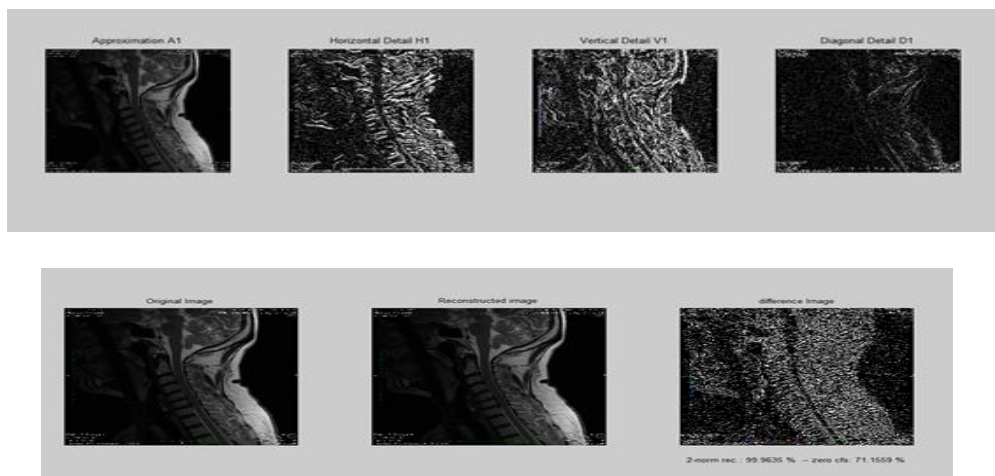 Approximation A1
Horizontal Detail H1
Vertical Detail V1
Diagonal Detail D1
Original Image
Reconstructed image
difference Image
2-norm rec.: 99.9635 % -- zero cfs: 71.1559 %